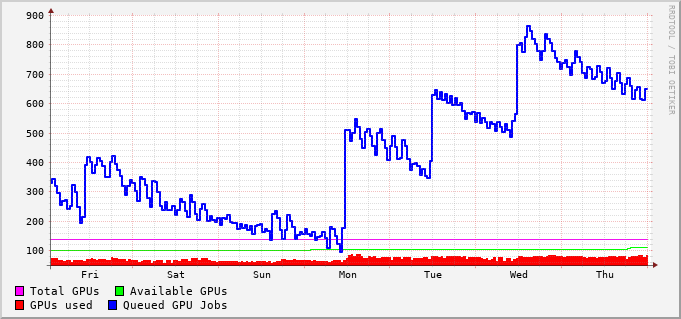 900
800
700
600
500
400
300
200
100
Fri Sat Sun Mon Tue Wed Thu
RRDTOOL / TOBI OETIKER
Total GPUs Available GPUs
GPUs used Queued GPU Jobs